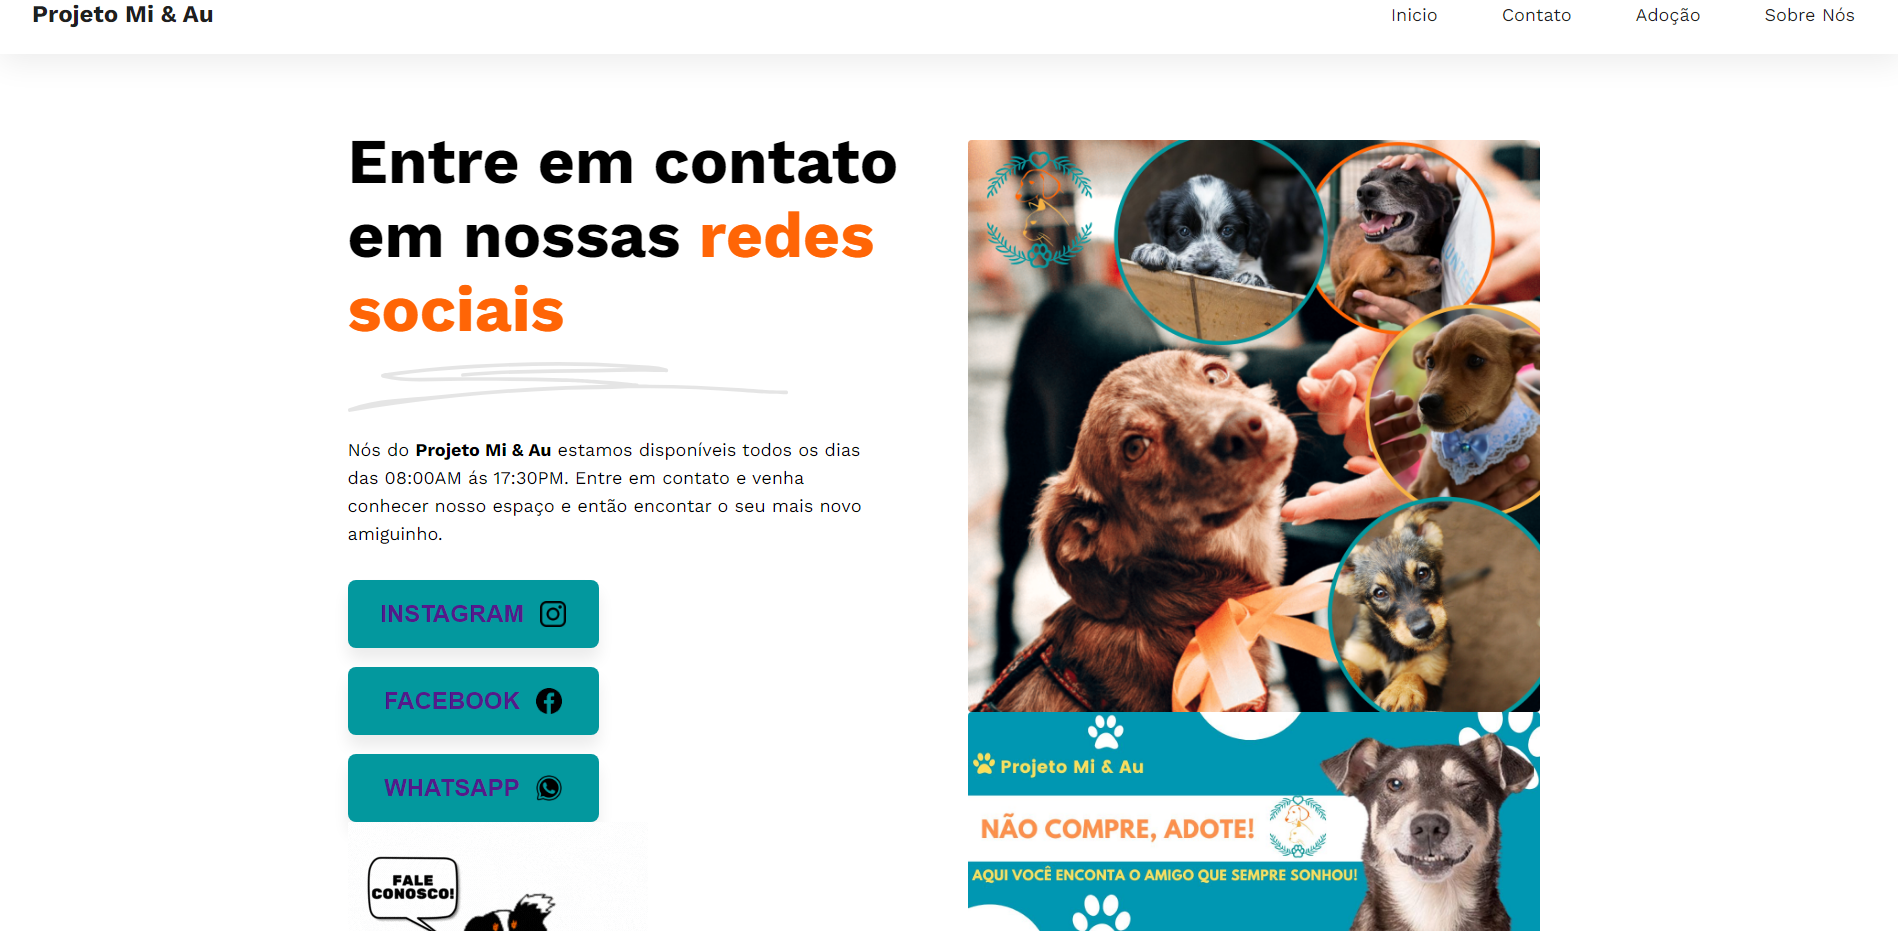 Projeto Mi & Au
Inicio
Contato
Adoção
Sobre Nós
Entre em contato
em nossas redes
sociais
Nós do Projeto Mi & Au estamos disponíveis todos os dias
das 08:00AM ás 17:30PM. Entre em contato e venha
conhecer nosso espaço e então encontar o seu mais novo
amiguinho.
INSTAGRAM
FACEBOOK
WHATSAPP
FALE
CONOSCO!
Projeto Mi & Au
NÃO COMPRE, ADOTE!
AQUI VOCÊ ENCONTA O AMIGO QUE SEMPRE SONHOU!